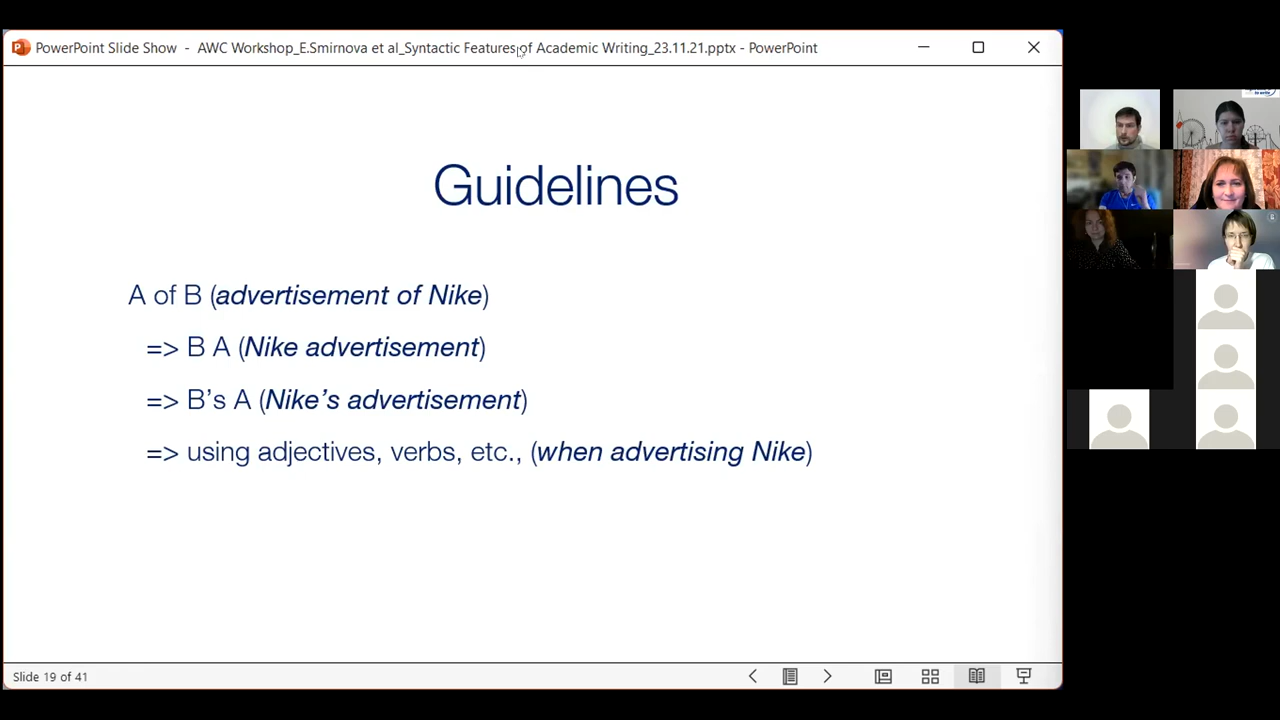 PowerPoint Slide Show - AWC Workshop_E.Smirnova et al_Syntactic Features of Academic Writing_23.11.21.pptx - PowerPoint
Guidelines
A of B (advertisement of Nike)
=> B A (Nike advertisement)
=> B’s A (Nike’s advertisement)
=> using adjectives, verbs, etc., (when advertising Nike)
Slide 19 of 41